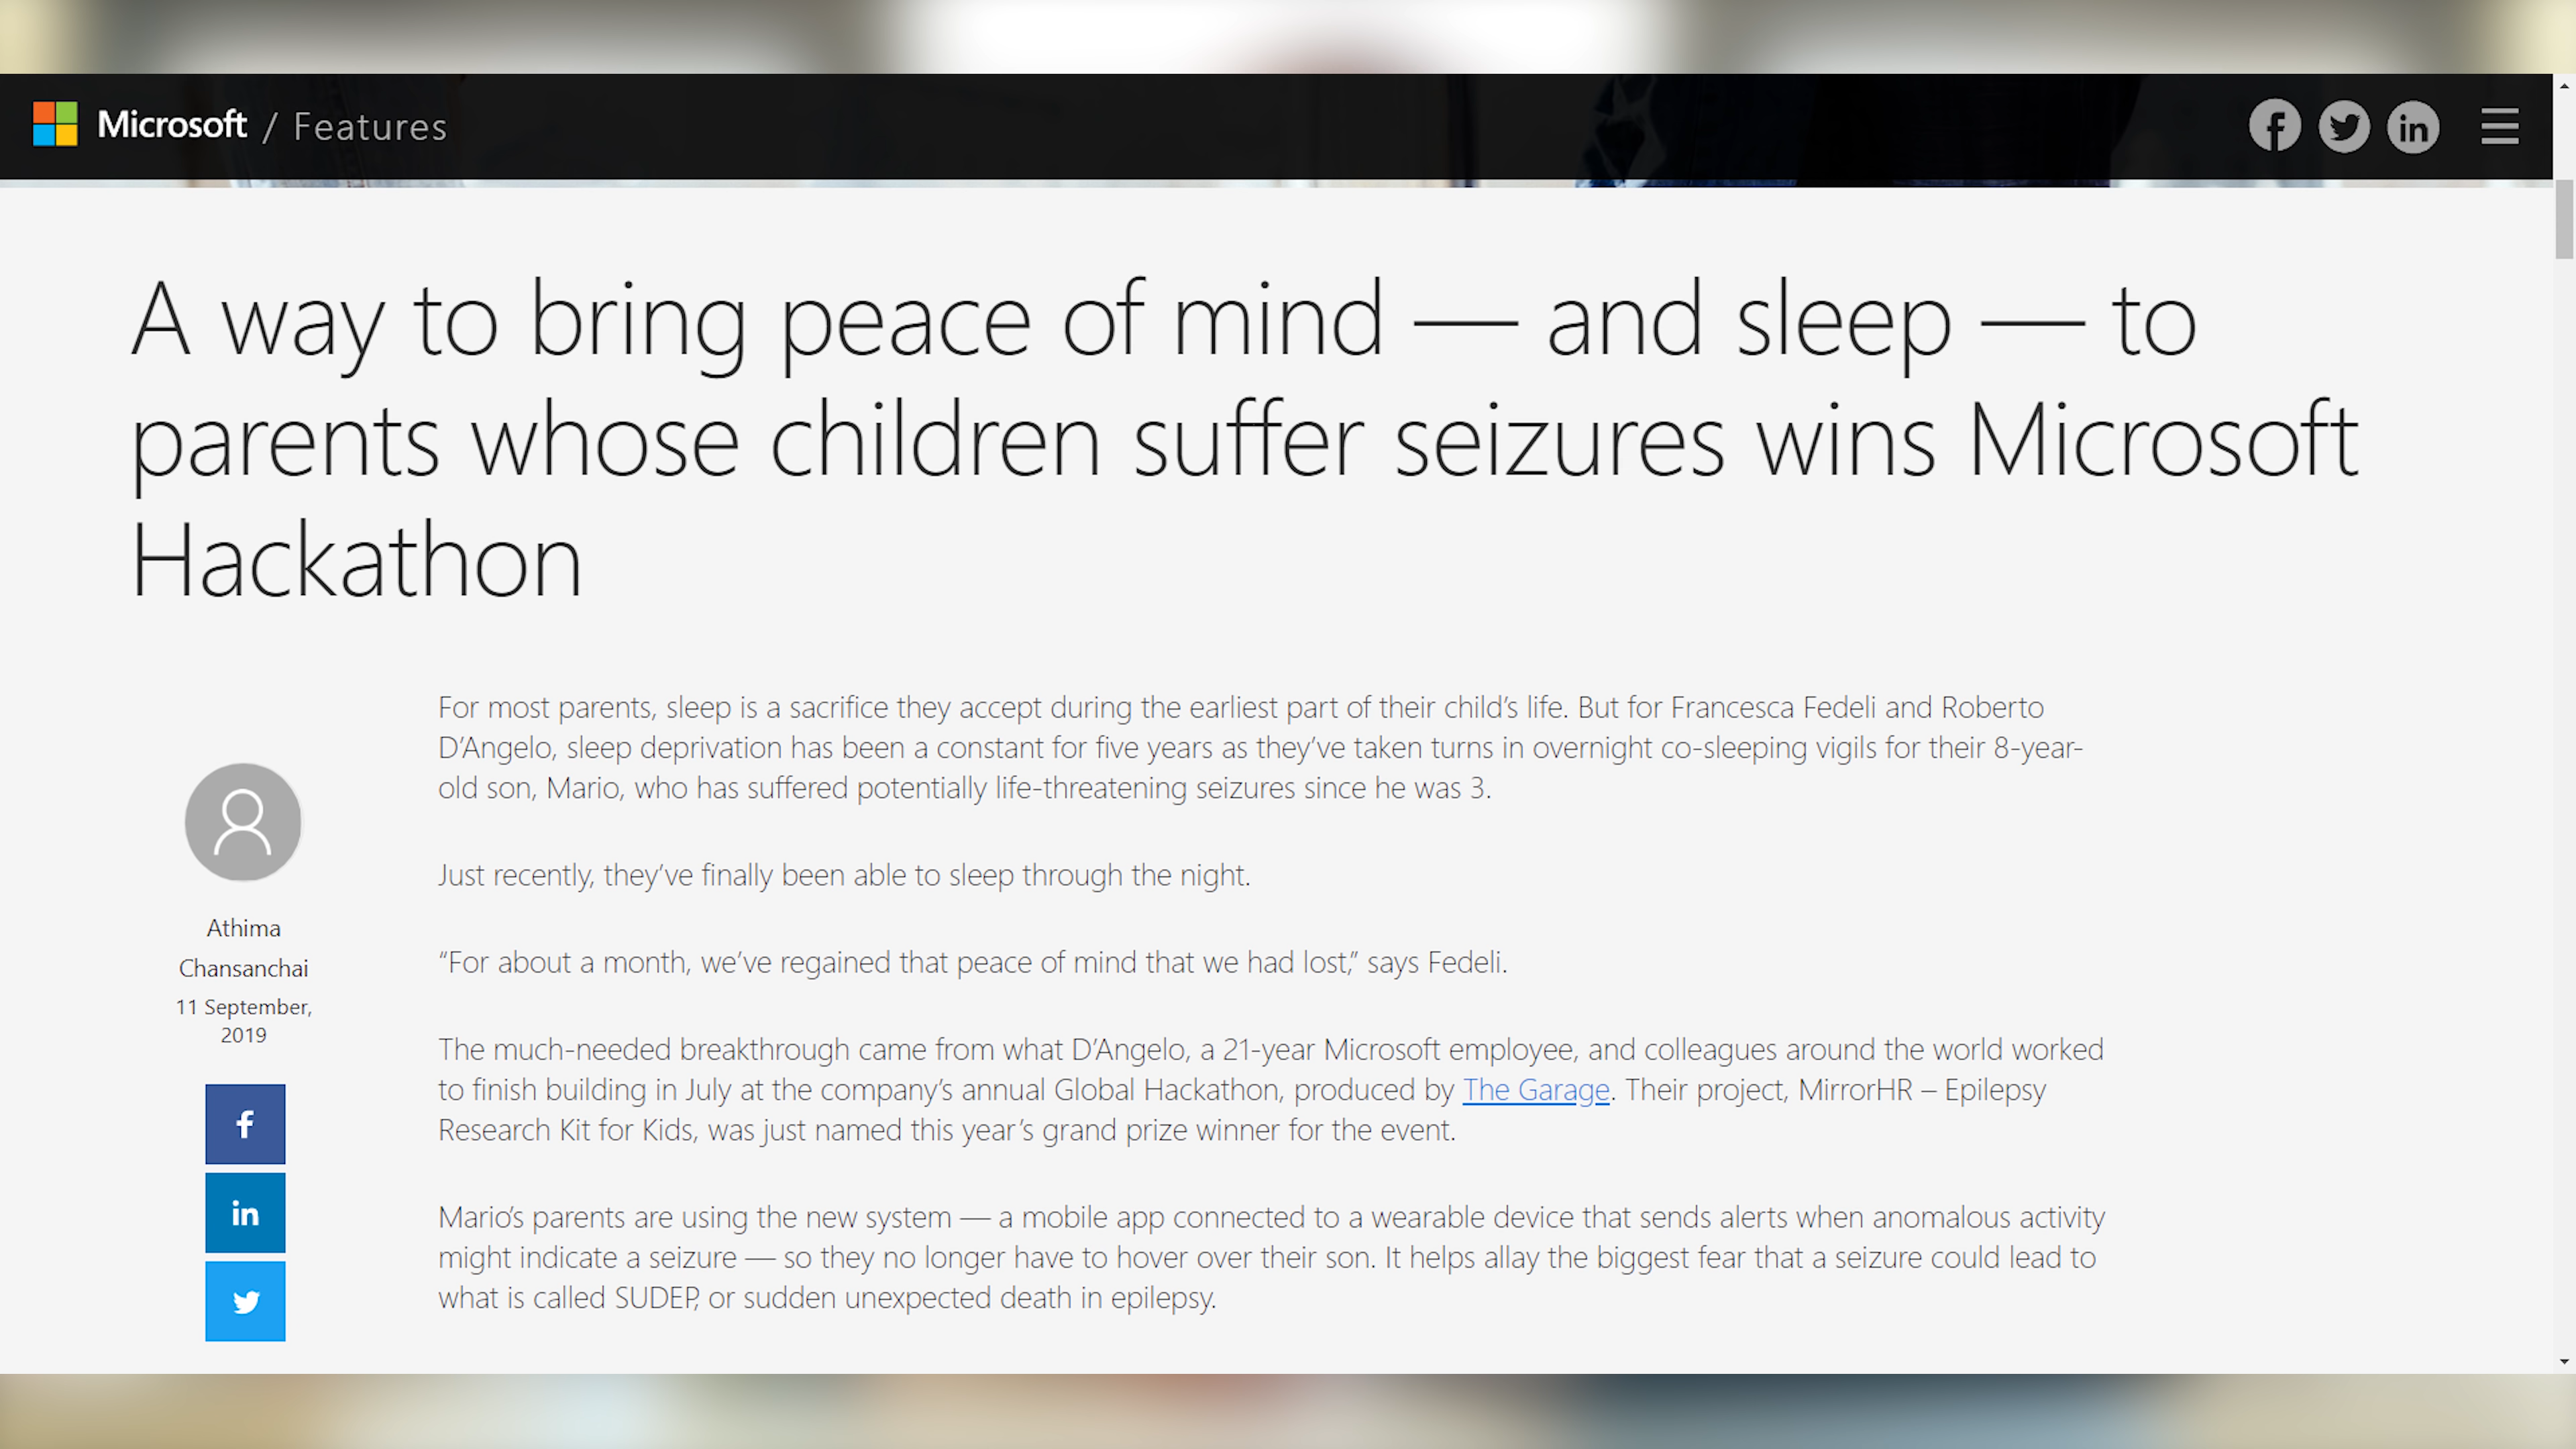 Microsoft / Features
A way to bring peace of mind — and sleep — to
parents whose children suffer seizures wins Microsoft
Hackathon
Athima
Chansanchai
11 September,
2019
For most parents, sleep is a sacrifice they accept during the earliest part of their child’s life. But for Francesca Fedeli and Roberto
D’Angelo, sleep deprivation has been a constant for five years as they’ve taken turns in overnight co-sleeping vigils for their 8-year-
old son, Mario, who has suffered potentially life-threatening seizures since he was 3.
Just recently, they’ve finally been able to sleep through the night.
“For about a month, we’ve regained that peace of mind that we had lost,” says Fedeli.
The much-needed breakthrough came from what D’Angelo, a 21-year Microsoft employee, and colleagues around the world worked
to finish building in July at the company’s annual Global Hackathon, produced by The Garage. Their project, MirrorHR – Epilepsy
Research Kit for Kids, was just named this year’s grand prize winner for the event.
Mario’s parents are using the new system — a mobile app connected to a wearable device that sends alerts when anomalous activity
might indicate a seizure — so they no longer have to hover over their son. It helps allay the biggest fear that a seizure could lead to
what is called SUDEP, or sudden unexpected death in epilepsy.